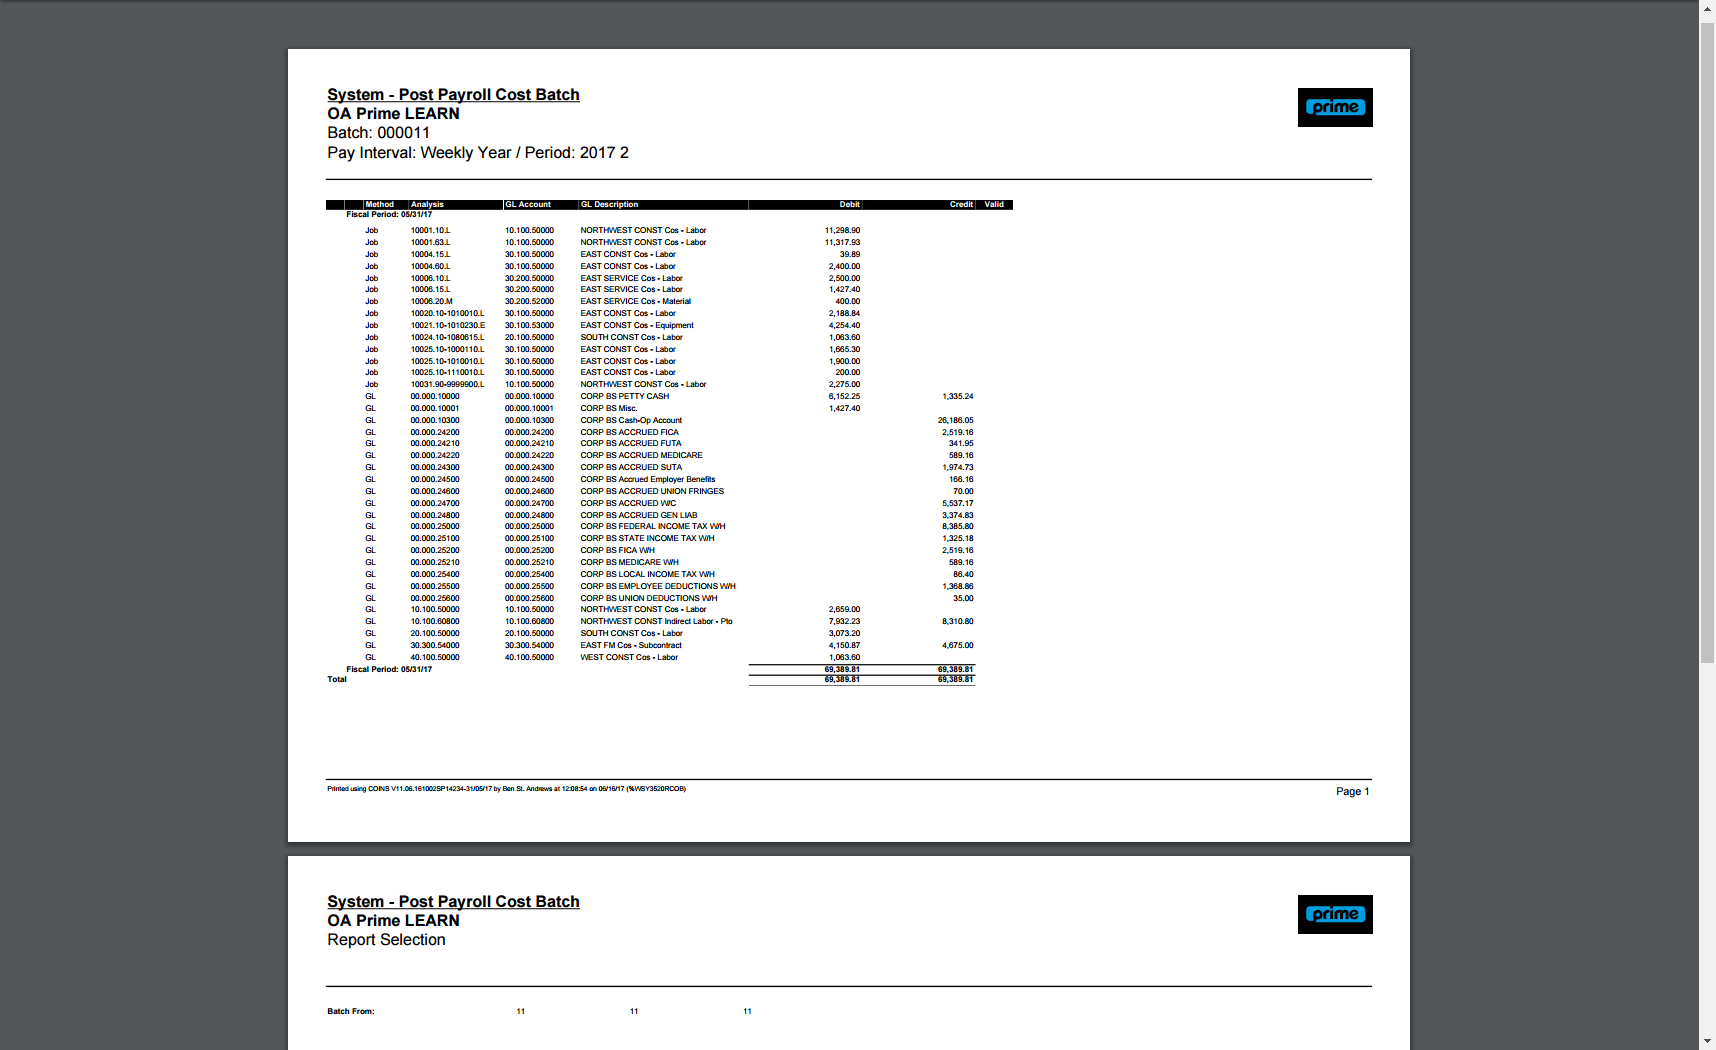 System - Post Payroll Cost Batch
prime
OA Prime LEARN
Batch: 000011
Pay Interval: Weekly Year / Period: 2017 2
Method Analysis GL Account GL Description Debit Credit Valid
Fiscal Period: 05/31/17
Job 10001.10.L 10.100.50000 NORTHWEST CONST Cos - Labor 11,298.90
Job 10001.63.L 10.100.50000 NORTHWEST CONST Cos - Labor 11,317.93
Job 10004.15.L 30.100.50000 EAST CONST Cos - Labor 39.89
Job 10004.60.L 30.100.50000 EAST CONST Cos - Labor 2,400.00
Job 10006.10.L 30.200.50000 EAST SERVICE Cos - Labor 2,500.00
Job 10006.15.L 30.200.50000 EAST SERVICE Cos - Labor 1,427.40
Job 10006.20.M 30.200.52000 EAST SERVICE Cos - Material 400.00
Job 10020.10-1010010.L 30.100.50000 EAST CONST Cos - Labor 2,188.84
Job 10021.10-1010230.E 30.100.53000 EAST CONST Cos - Equipment 4,254.40
Job 10024.10-1080615.L 20.100.50000 SOUTH CONST Cos - Labor 1,063.60
Job 10025.10-1000110.L 30.100.50000 EAST CONST Cos - Labor 1,665.30
Job 10025.10-1010010.L 30.100.50000 EAST CONST Cos - Labor 1,900.00
Job 10025.10-1110010.L 30.100.50000 EAST CONST Cos - Labor 200.00
Job 10031.90-9999900.L 10.100.50000 NORTHWEST CONST Cos - Labor 2,275.00
GL 00.000.10000 00.000.10000 CORP BS PETTY CASH 6,152.25 1,335.24
GL 00.000.10001 00.000.10001 CORP BS Misc. 1,427.40
GL 00.000.10300 00.000.10300 CORP BS Cash-Op Account 26,186.05
GL 00.000.24200 00.000.24200 CORP BS ACCRUED FICA 2,519.16
GL 00.000.24210 00.000.24210 CORP BS ACCRUED FUTA 341.95
GL 00.000.24220 00.000.24220 CORP BS ACCRUED MEDICARE 589.16
GL 00.000.24300 00.000.24300 CORP BS ACCRUED SUTA 1,974.73
GL 00.000.24500 00.000.24500 CORP BS Accrued Employer Benefits 166.16
GL 00.000.24600 00.000.24600 CORP BS ACCRUED UNION FRINGES 70.00
GL 00.000.24700 00.000.24700 CORP BS ACCRUED W/C 5,537.17
GL 00.000.24800 00.000.24800 CORP BS ACCRUED GEN LIAB 3,374.83
GL 00.000.25000 00.000.25000 CORP BS FEDERAL INCOME TAX W/H 8,385.80
GL 00.000.25100 00.000.25100 CORP BS STATE INCOME TAX W/H 1,325.18
GL 00.000.25200 00.000.25200 CORP BS FICA W/H 2,519.16
GL 00.000.25210 00.000.25210 CORP BS MEDICARE W/H 589.16
GL 00.000.25400 00.000.25400 CORP BS LOCAL INCOME TAX W/H 86.40
GL 00.000.25500 00.000.25500 CORP BS EMPLOYEE DEDUCTIONS W/H 1,368.86
GL 00.000.25600 00.000.25600 CORP BS UNION DEDUCTIONS W/H 35.00
GL 10.100.50000 10.100.50000 NORTHWEST CONST Cos - Labor 2,659.00
GL 10.100.60800 10.100.60800 NORTHWEST CONST Indirect Labor - Pto 7,932.23 8,310.80
GL 20.100.50000 20.100.50000 SOUTH CONST Cos - Labor 3,073.20
GL 30.300.54000 30.300.54000 EAST FM Cos - Subcontract 4,150.87 4,675.00
GL 40.100.50000 40.100.50000 WEST CONST Cos - Labor 1,063.60
Fiscal Period: 05/31/17 69,389.81 69,389.81
Total 69,389.81 69,389.81
Printed using COINS V11.06.161002SP14234-31/05/17 by Ben St. Andrews at 12:08:54 on 06/16/17 (%WSY3520RCOB)
Page 1
System - Post Payroll Cost Batch
prime
OA Prime LEARN
Report Selection
Batch From: 11 11 11